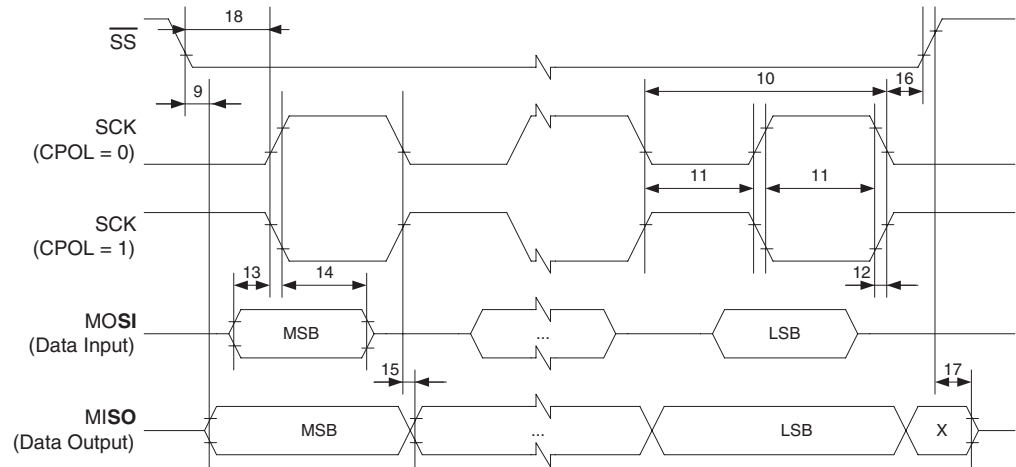 18
SS
9
10
16
SCK
(CPOL = 0)
11
11
SCK
(CPOL = 1)
13
14
12
MOSI
(Data Input)
MSB
...
LSB
15
17
MISO
(Data Output)
MSB
...
LSB
X